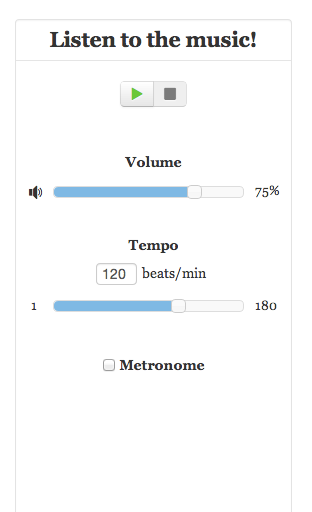 Listen to the music!
Volume
75%
Tempo
120 beats/min
1 180
Metronome